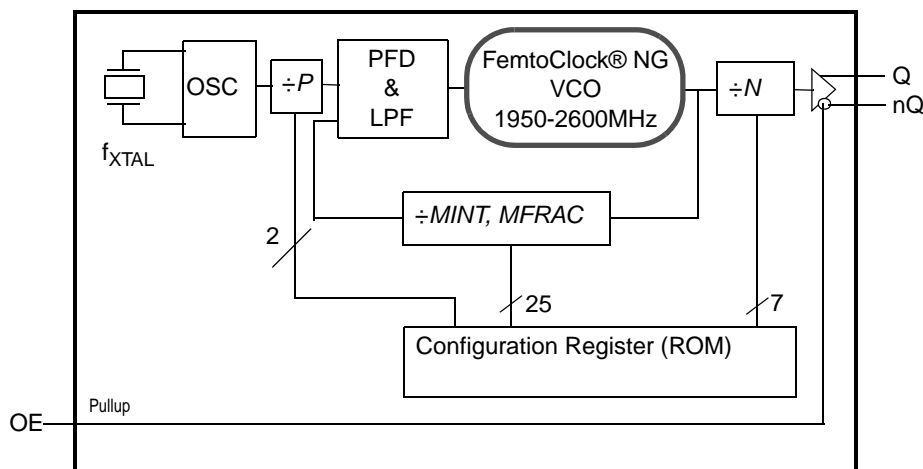 OSC
÷P
PFD
&
LPF
FemtoClock® NG
VCO
1950-2600MHz
÷N
Q
nQ
fXTAL
÷MINT, MFRAC
2
25
7
Configuration Register (ROM)
Pullup
OE